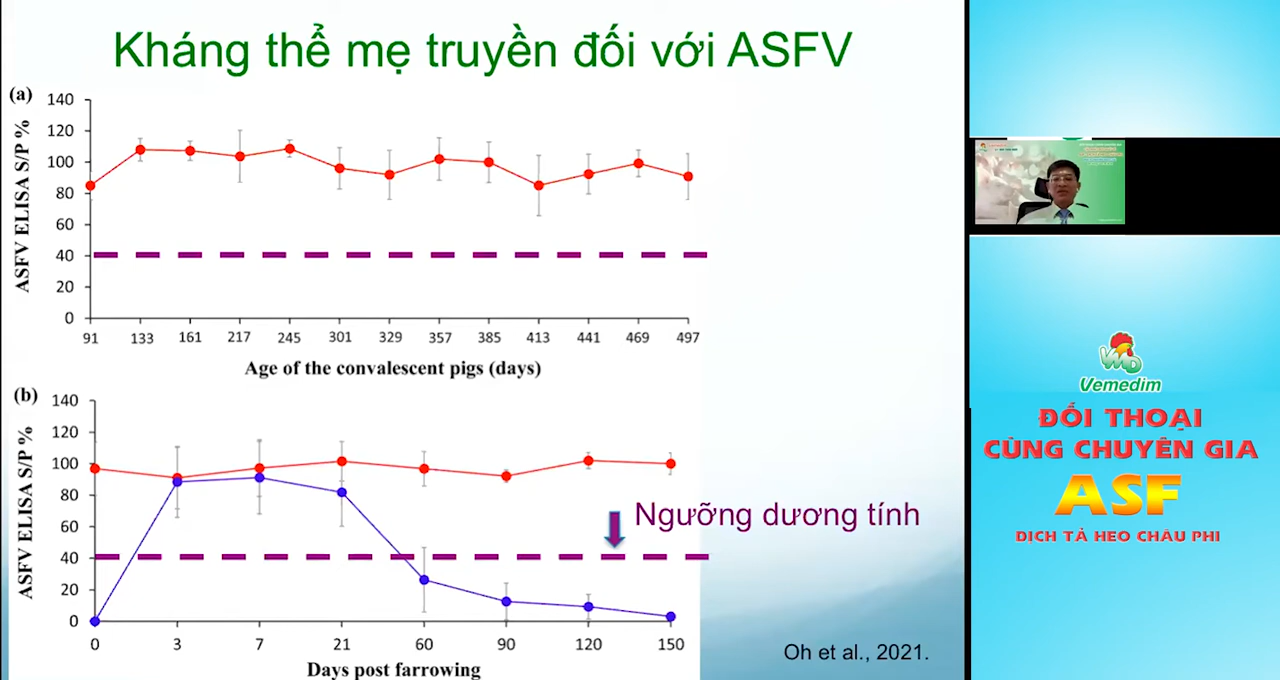 Kháng thể mẹ truyền đối với ASFV
(a)
140
120
100
80
60
40
20
0
ASFV ELISA S/P %
91 133 161 217 245 301 329 357 385 413 441 469 497
Age of the convalescent pigs (days)
(b)
140
120
100
80
60
40
20
0
ASFV ELISA S/P %
Ngưỡng dương tính
0 3 7 21 60 90 120 150
Days post farrowing
Oh et al., 2021.
Vemedim
ĐỐI THOẠI
CÙNG CHUYÊN GIA
ASF
DỊCH TẢ HEO CHÂU PHI